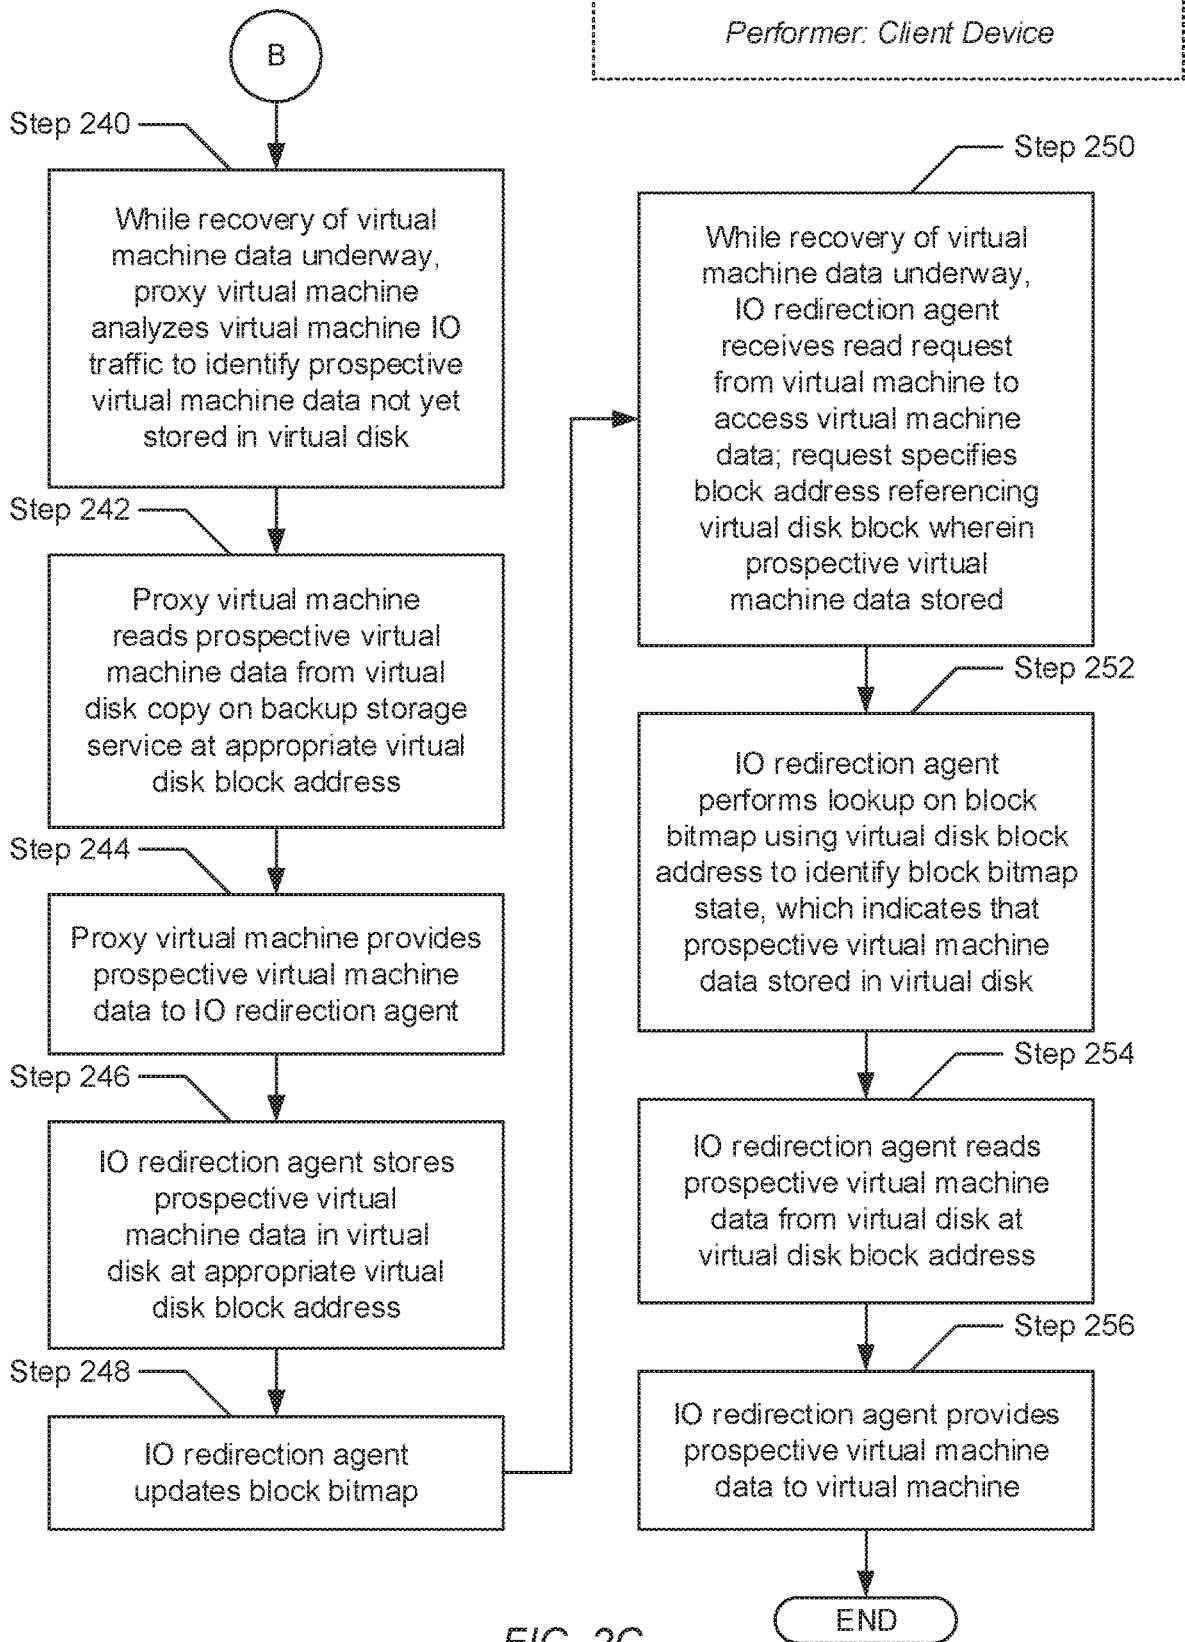 Performer: Client Device
B
Step 240
While recovery of virtual
machine data underway,
proxy virtual machine
analyzes virtual machine IO
traffic to identify prospective
virtual machine data not yet
stored in virtual disk
Step 242
Proxy virtual machine
reads prospective virtual
machine data from virtual
disk copy on backup storage
service at appropriate virtual
disk block address
Step 244
Proxy virtual machine provides
prospective virtual machine
data to IO redirection agent
Step 246
IO redirection agent stores
prospective virtual
machine data in virtual
disk at appropriate virtual
disk block address
Step 248
IO redirection agent
updates block bitmap
Step 250
While recovery of virtual
machine data underway,
IO redirection agent
receives read request
from virtual machine to
access virtual machine
data; request specifies
block address referencing
virtual disk block wherein
prospective virtual
machine data stored
Step 252
IO redirection agent
performs lookup on block
bitmap using virtual disk block
address to identify block bitmap
state, which indicates that
prospective virtual machine
data stored in virtual disk
Step 254
IO redirection agent reads
prospective virtual machine
data from virtual disk at
virtual disk block address
Step 256
IO redirection agent provides
prospective virtual machine
data to virtual machine
END
FIG. 2C